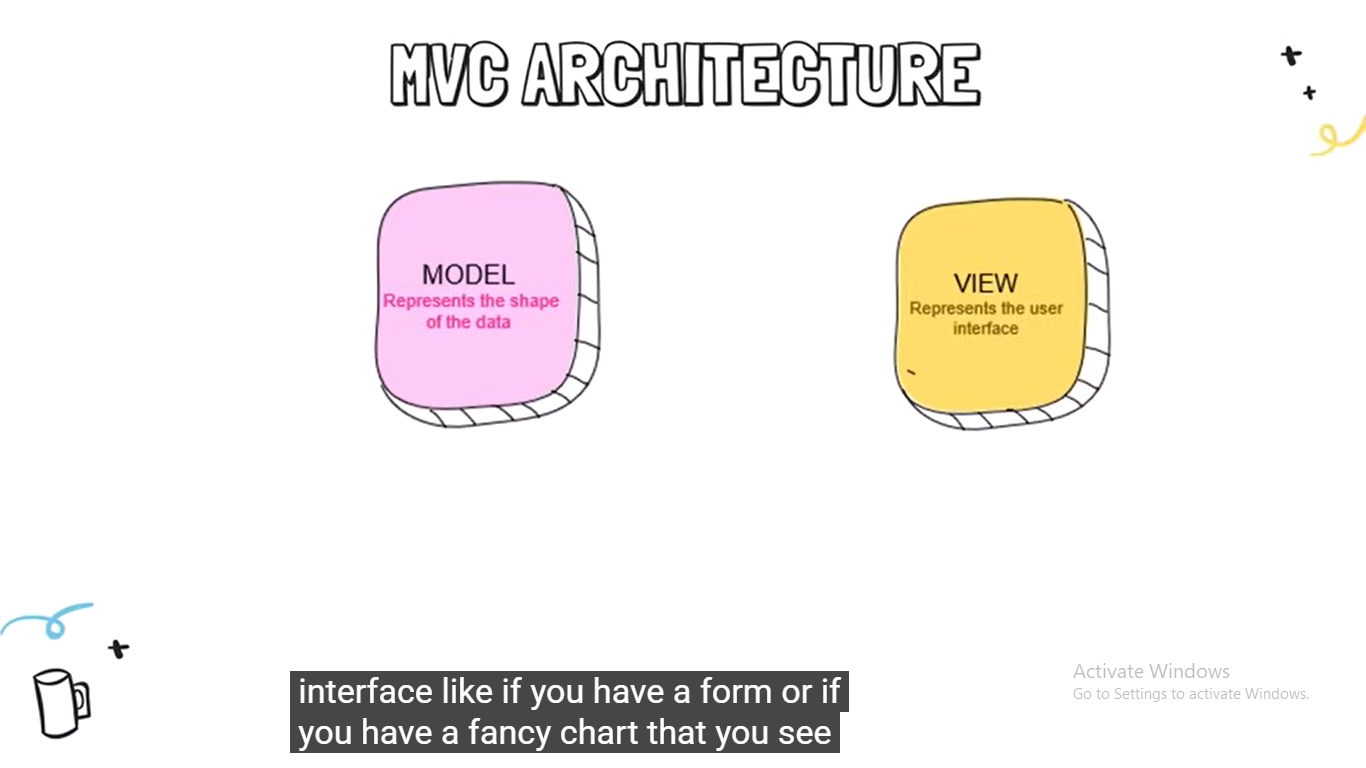 MVC ARCHITECTURE
MODEL
Represents the shape
of the data
VIEW
Represents the user
interface
interface like if you have a form or if
you have a fancy chart that you see
Activate Windows
Go to Settings to activate Windows.